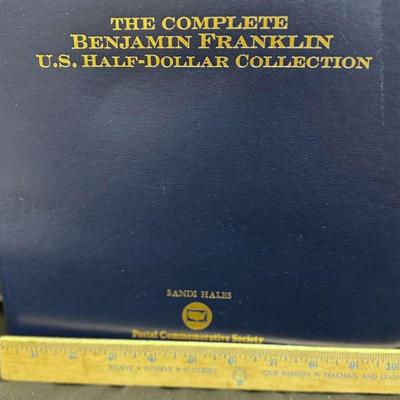 THE COMPLETE
BENJAMIN FRANKLIN
U.S. HALF-DOLLAR COLLECTION
SANDI HALES
Postal Commemorative Society
BELIEVE • ACHIEVE • SUCCEED
OUR MISSION IS TEACHING AND LEARN